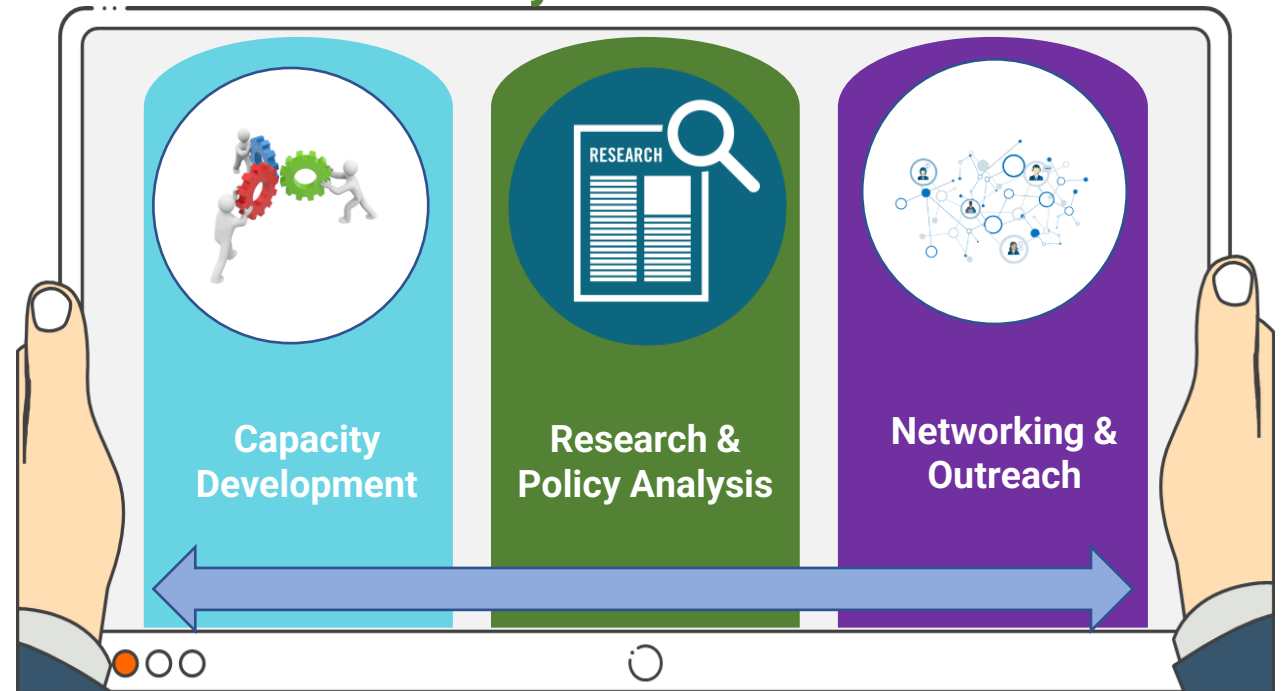 RESEARCH
Capacity
Development
Research &
Policy Analysis
Networking &
Outreach